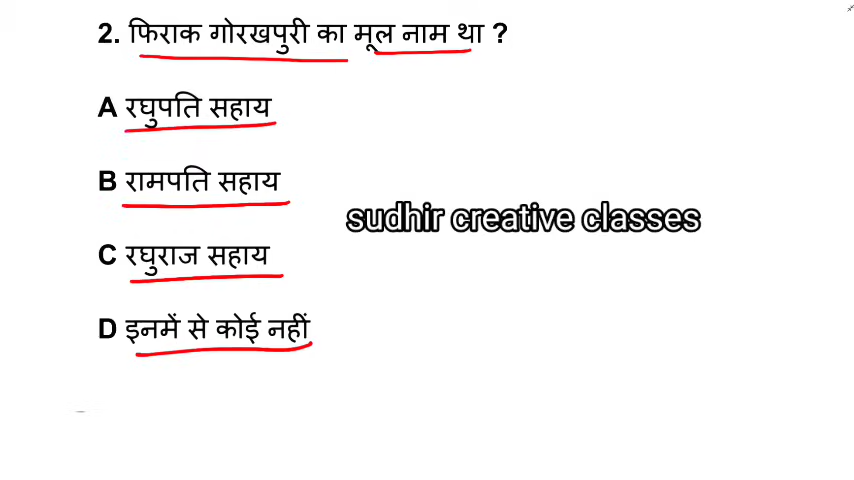 2. फिराक गोरखपुरी का मूल नाम था ?
A रघुपति सहाय
B रामपति सहाय
sudhir creative classes
C रघुराज सहाय
D इनमें से कोई नहीं